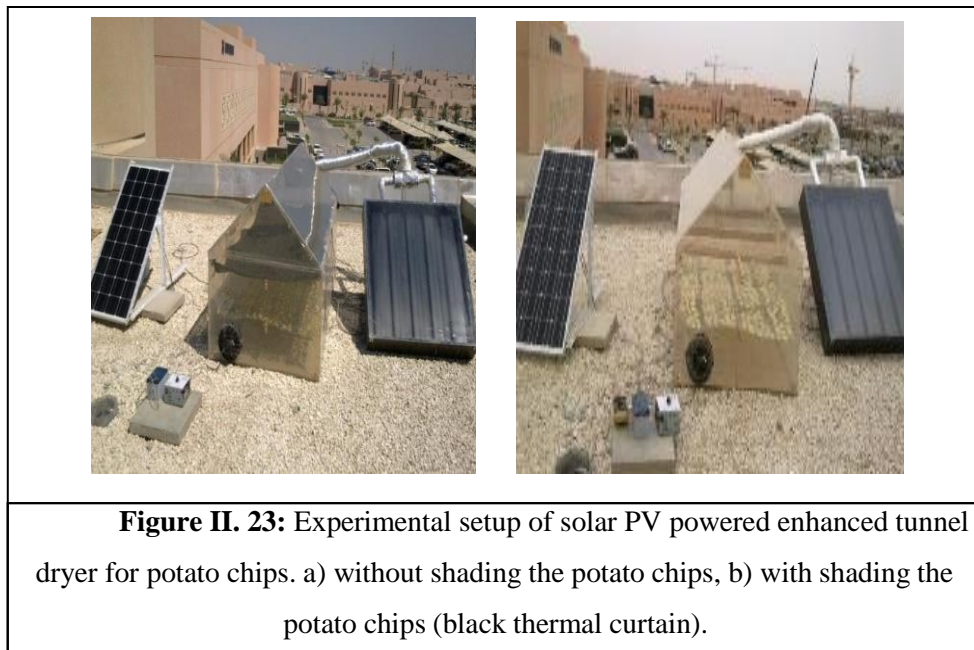 Figure II. 23: Experimental setup of solar PV powered enhanced tunnel
dryer for potato chips. a) without shading the potato chips, b) with shading the
potato chips (black thermal curtain).